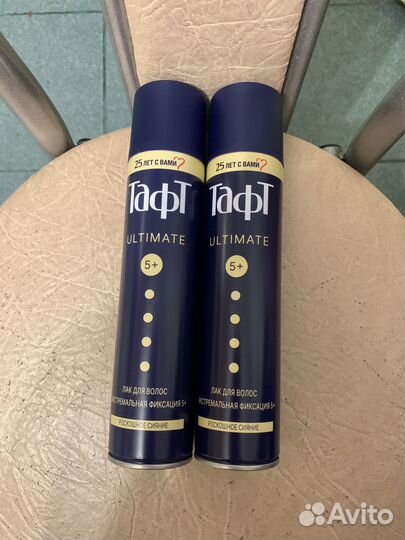 25 ЛЕТ С ВАМИ
Тафт
ULTIMATE
5+
ЛАК ДЛЯ ВОЛОС
ЭКСТРЕМАЛЬНАЯ ФИКСАЦИЯ 5+
РОСКОШНОЕ СИЯНИЕ
25 ЛЕТ С ВАМИ
Тафт
ULTIMATE
5+
ЛАК ДЛЯ ВОЛОС
ЭКСТРЕМАЛЬНАЯ ФИКСАЦИЯ 5+
РОСКОШНОЕ СИЯНИЕ
Avito